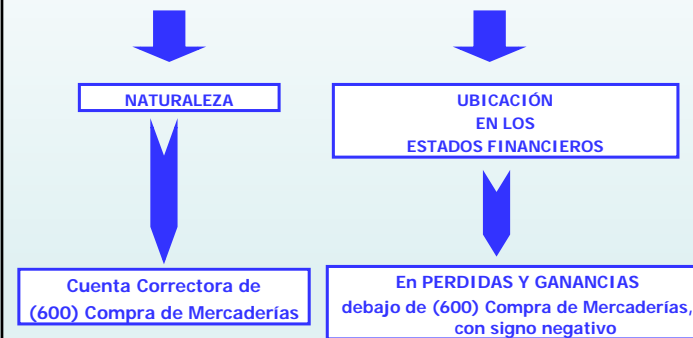 NATURALEZA
UBICACIÓN
EN LOS
ESTADOS FINANCIEROS
Cuenta Correctora de
(600) Compra de Mercaderías
En PERDIDAS Y GANANCIAS
debajo de (600) Compra de Mercaderías,
con signo negativo